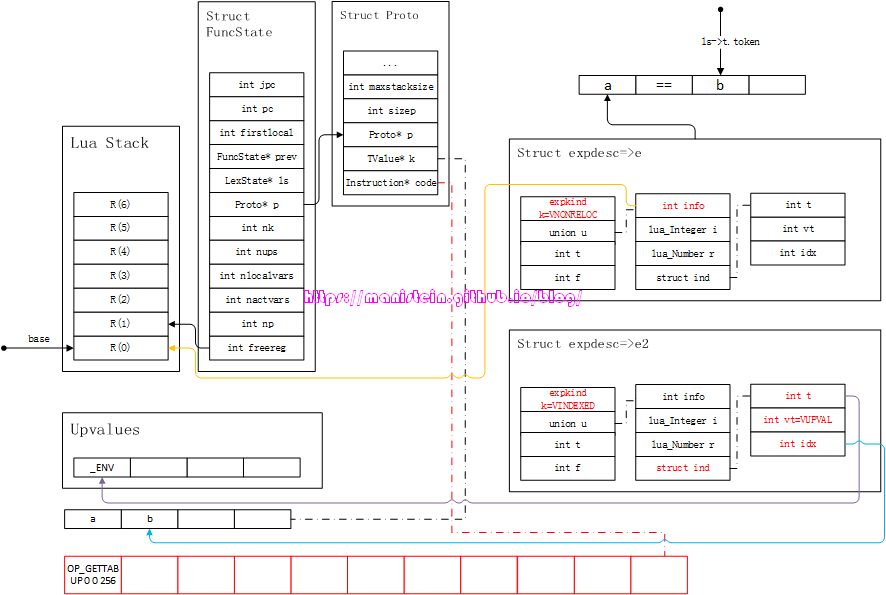 Struct
FuncState
int jpc
int pc
int firstlocal
FuncState* prev
LexState* ls
Proto* p
int nk
int nups
int nlocalvars
int nactvars
int np
int freereg
Struct Proto
...
int maxstacksize
int sizep
Proto* p
TValue* k
Instruction* code
ls->t.token
a
==
b
Lua Stack
R(6)
R(5)
R(4)
R(3)
R(2)
R(1)
R(0)
base
Struct expdesc=>e
expkind
k=VNONRELOC
union u
int t
int f
int info
lua_Integer i
lua_Number r
struct ind
int t
int vt
int idx
https://manistein.github.io/blog/
Struct expdesc=>e2
expkind
k=VINDEXED
union u
int t
int f
int info
lua_Integer i
lua_Number r
struct ind
int t
int vt=VUPVAL
int idx
Upvalues
_ENV
a
b
OP_GETTAB
UP 0 0 256